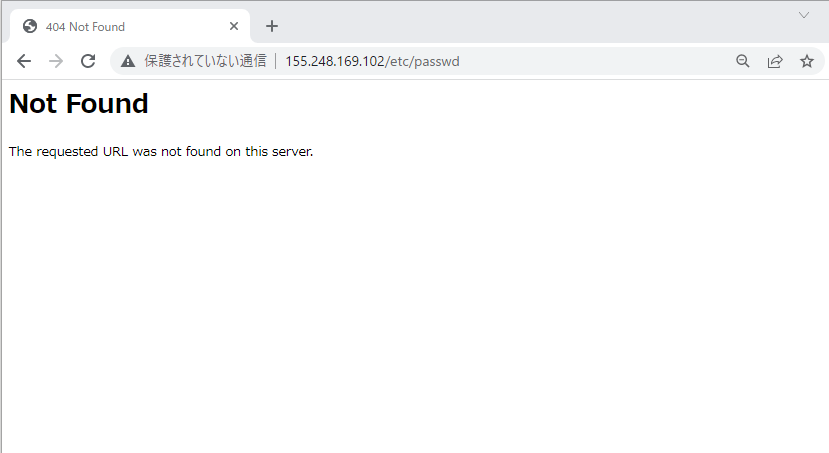 404 Not Found
保護されていない通信 155.248.169.102/etc/passwd
Not Found
The requested URL was not found on this server.